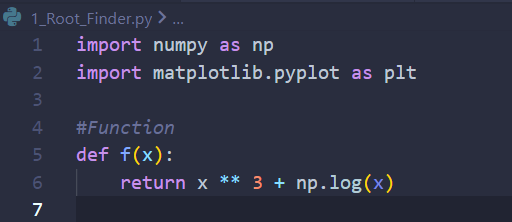 1_Root_Finder.py > ...
1 import numpy as np
2 import matplotlib.pyplot as plt
3
4 #Function
5 def f(x):
6     return x ** 3 + np.log(x)
7